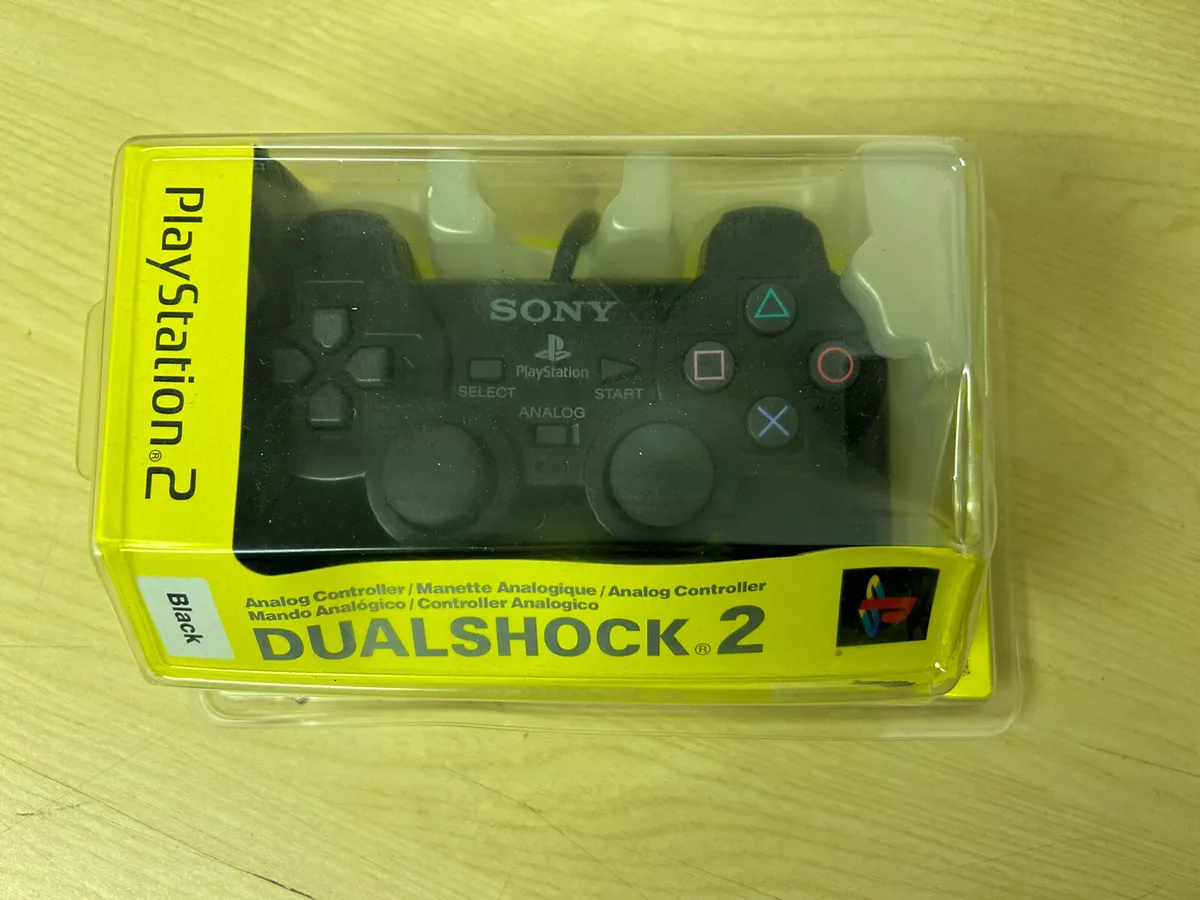 PlayStation®2
SONY
PlayStation
SELECT
START
ANALOG
Black
Analog Controller / Manette Analogique / Analog Controller
Mando Analógico / Controller Analogico
DUALSHOCK®2